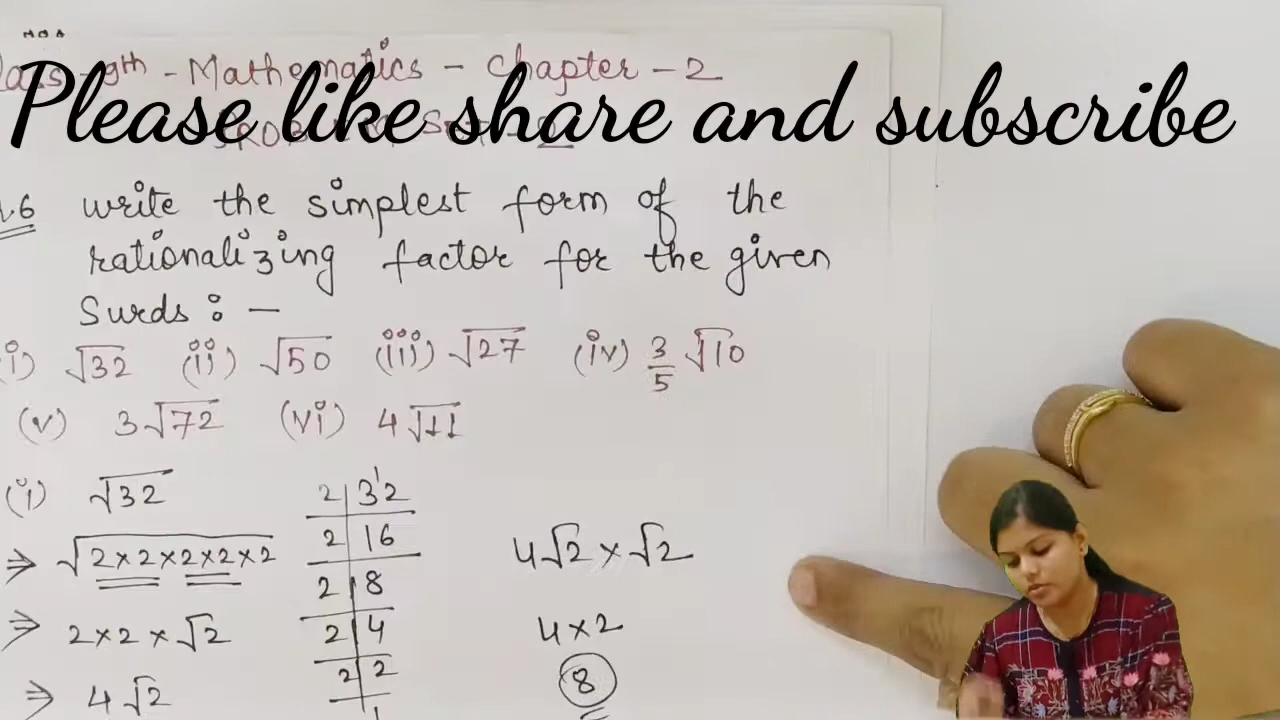 - Mathematics - Chapter - 2
Please like share and subscribe
write the simplest form of the
rationalizing factor for the given
Surds : -
(i) √32 (ii) √50 (iii) √27 (iv) 3/5 √10
(v) 3√72 (vi) 4√11
(i) √32
⇒ √2×2×2×2×2
⇒ 2×2×√2
⇒ 4√2
2 | 32
2 | 16
2 | 8
2 | 4
2 | 2
1
4√2 × √2
4×2
8